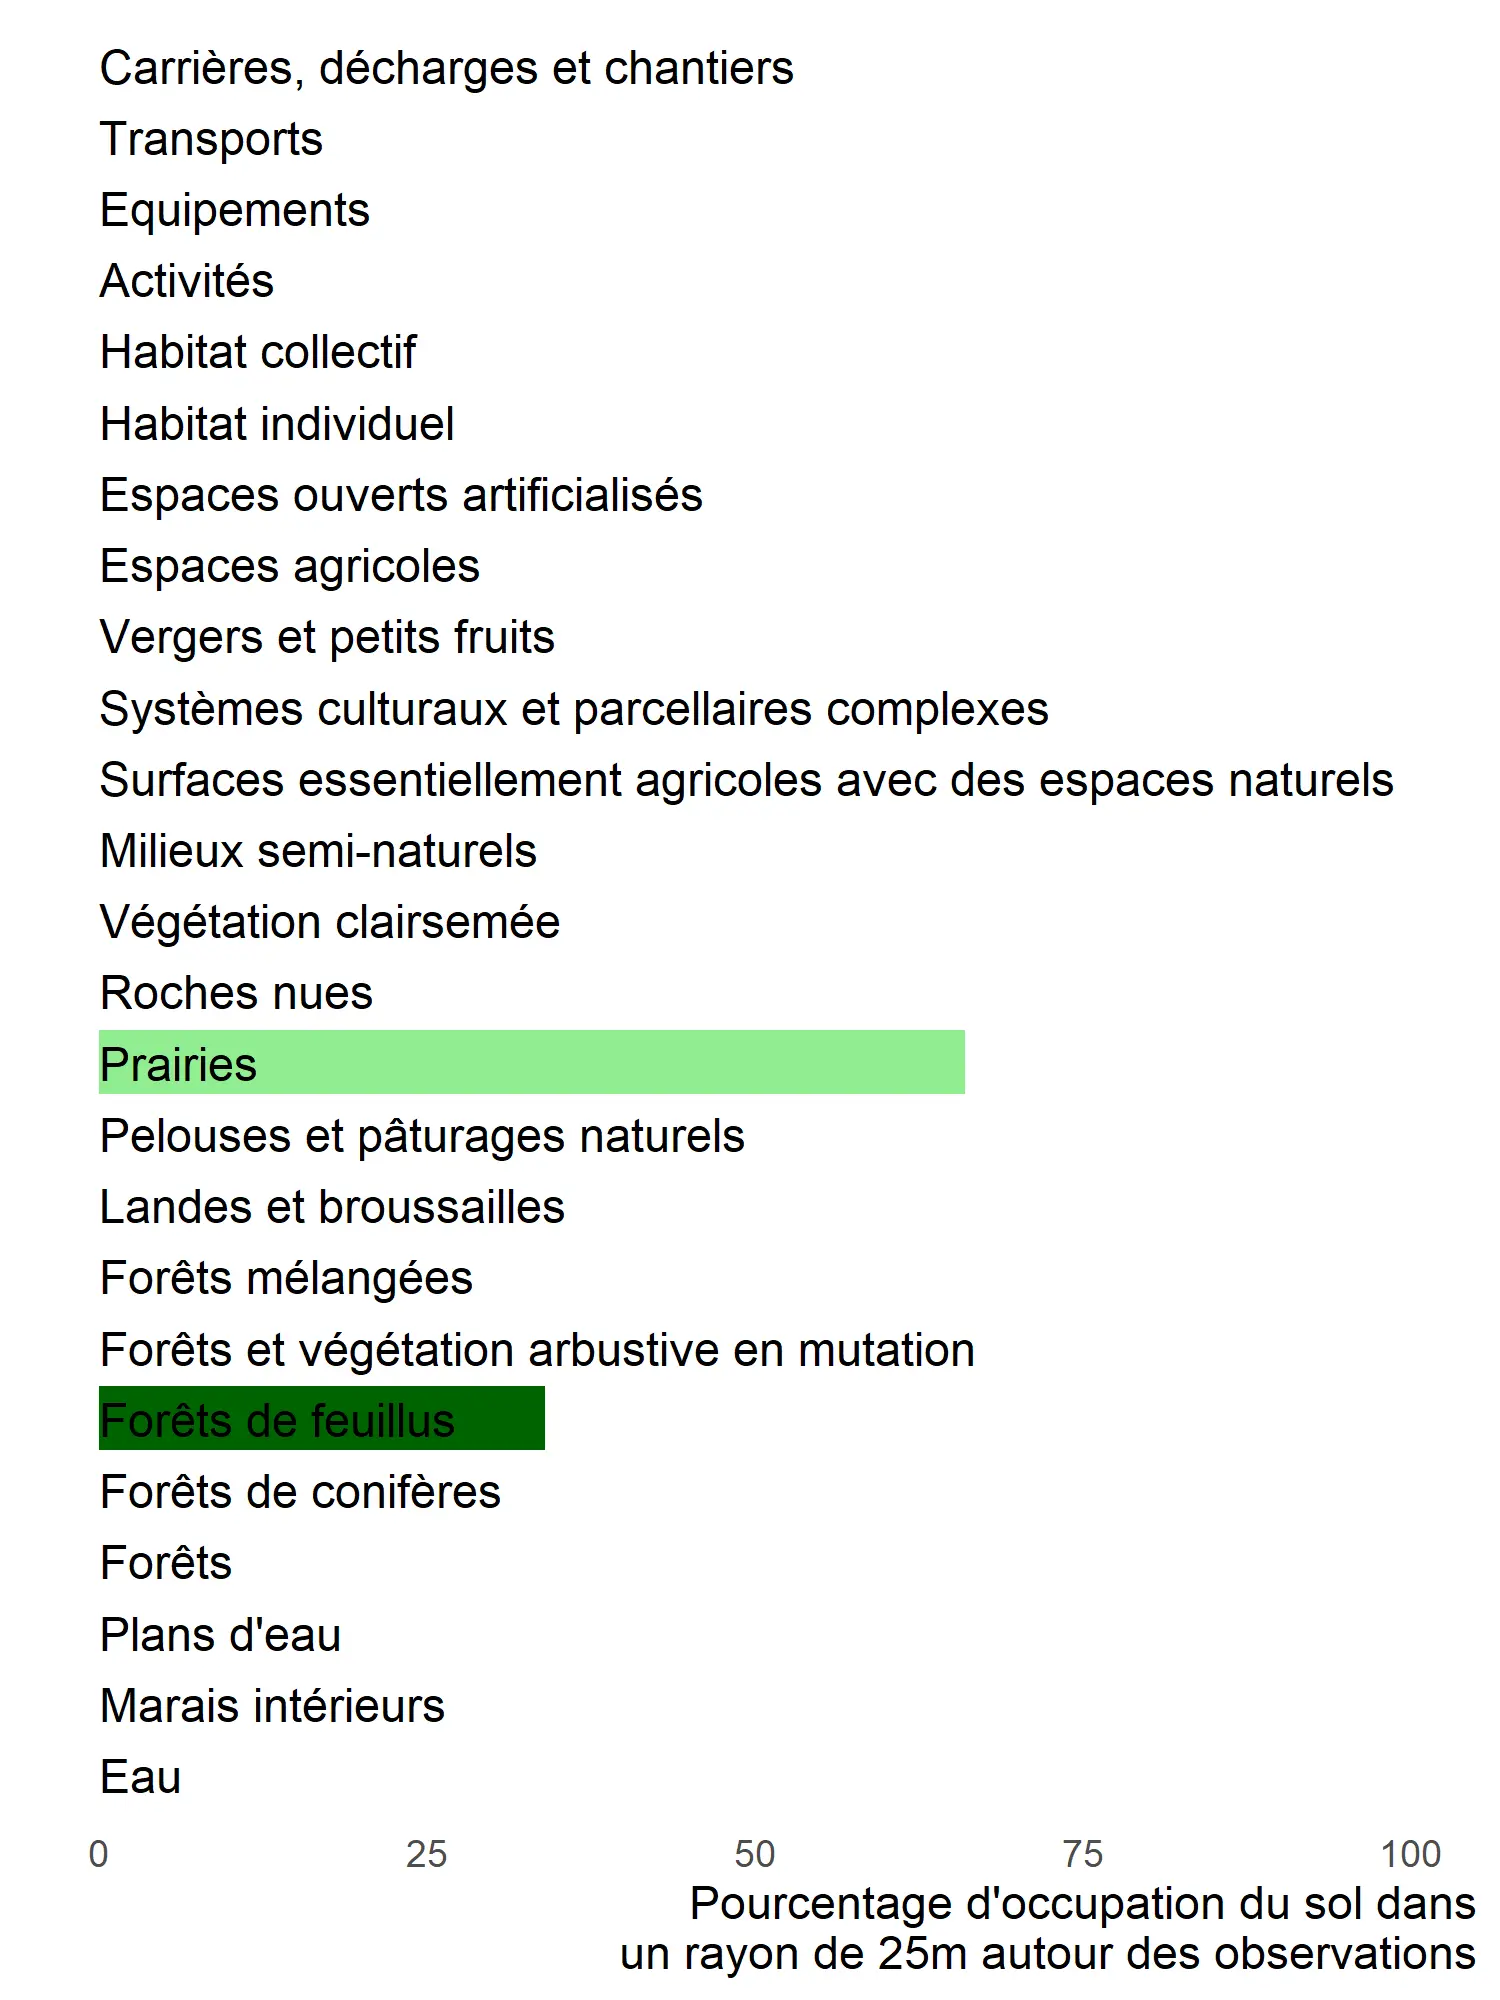 Carrières, décharges et chantiers
Transports
Equipements
Activités
Habitat collectif
Habitat individuel
Espaces ouverts artificialisés
Espaces agricoles
Vergers et petits fruits
Systèmes culturaux et parcellaires complexes
Surfaces essentiellement agricoles avec des espaces naturels
Milieux semi-naturels
Végétation clairsemée
Roches nues
Prairies
Pelouses et pâturages naturels
Landes et broussailles
Forêts mélangées
Forêts et végétation arbustive en mutation
Forêts de feuillus
Forêts de conifères
Forêts
Plans d'eau
Marais intérieurs
Eau
0 25 50 75 100
Pourcentage d'occupation du sol dans
un rayon de 25m autour des observations